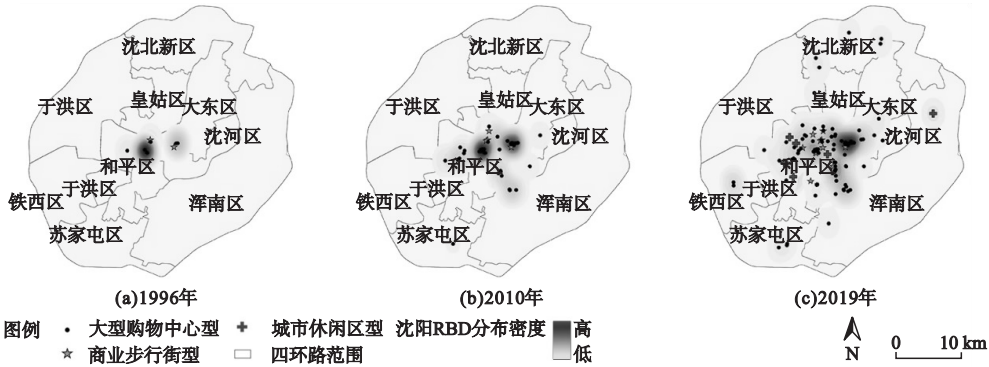 沈北新区
于洪区
皇姑区
大东区
沈河区
和平区
于洪区
铁西区
浑南区
苏家屯区
(a)1996年
沈北新区
于洪区
皇姑区
大东区
沈河区
和平区
于洪区
铁西区
浑南区
苏家屯区
(b)2010年
沈北新区
于洪区
皇姑区
大东区
沈河区
和平区
于洪区
铁西区
浑南区
苏家屯区
(c)2019年
图例 大型购物中心型 城市休闲区型 沈阳RBD分布密度 高
商业步行街型 四环路范围 低
N 0 10 km